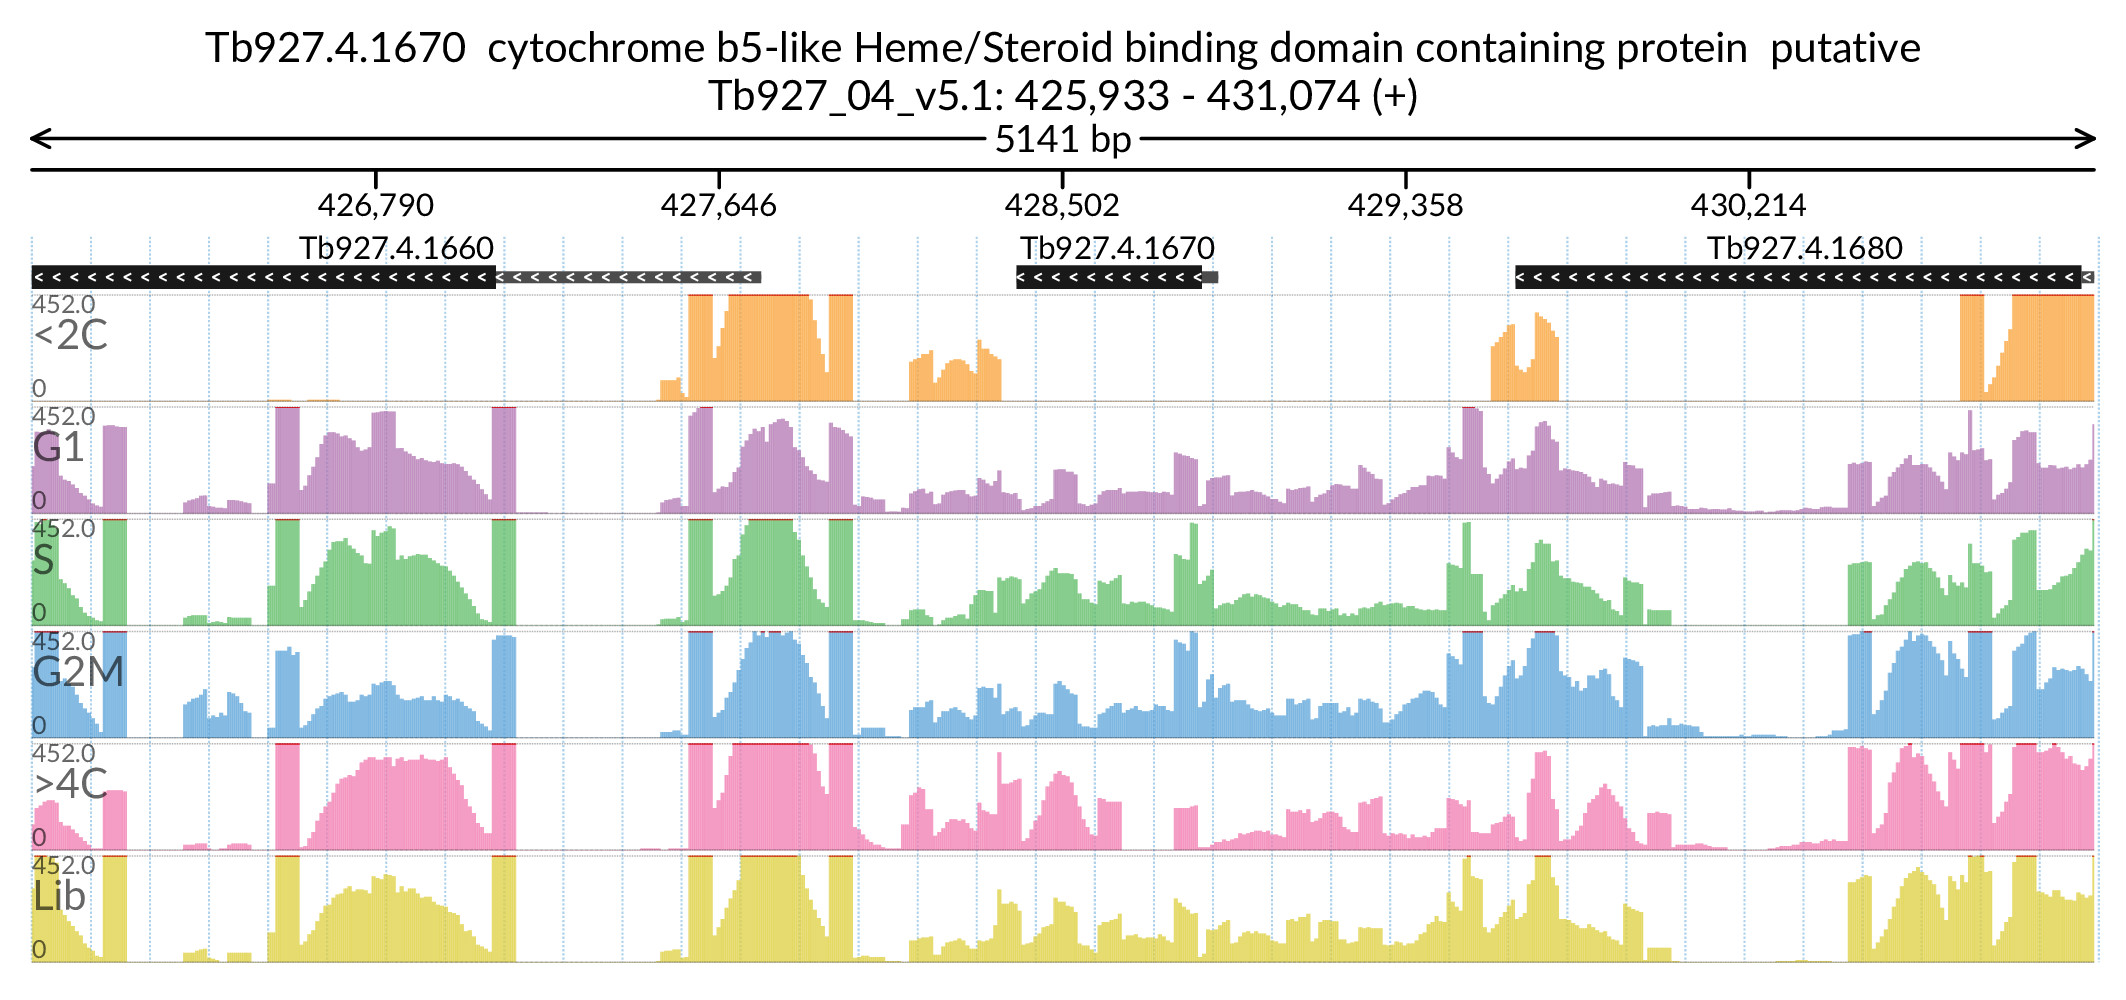 Tb927.4.1670  cytochrome b5-like Heme/Steroid binding domain containing protein  putative
Tb927_04_v5.1: 425,933 - 431,074 (+)
5141 bp
426,790 427,646 428,502 429,358 430,214
Tb927.4.1660 Tb927.4.1670 Tb927.4.1680
452.0
<2C
0
452.0
G1
0
452.0
S
0
452.0
G2M
0
452.0
>4C
0
452.0
Lib
0